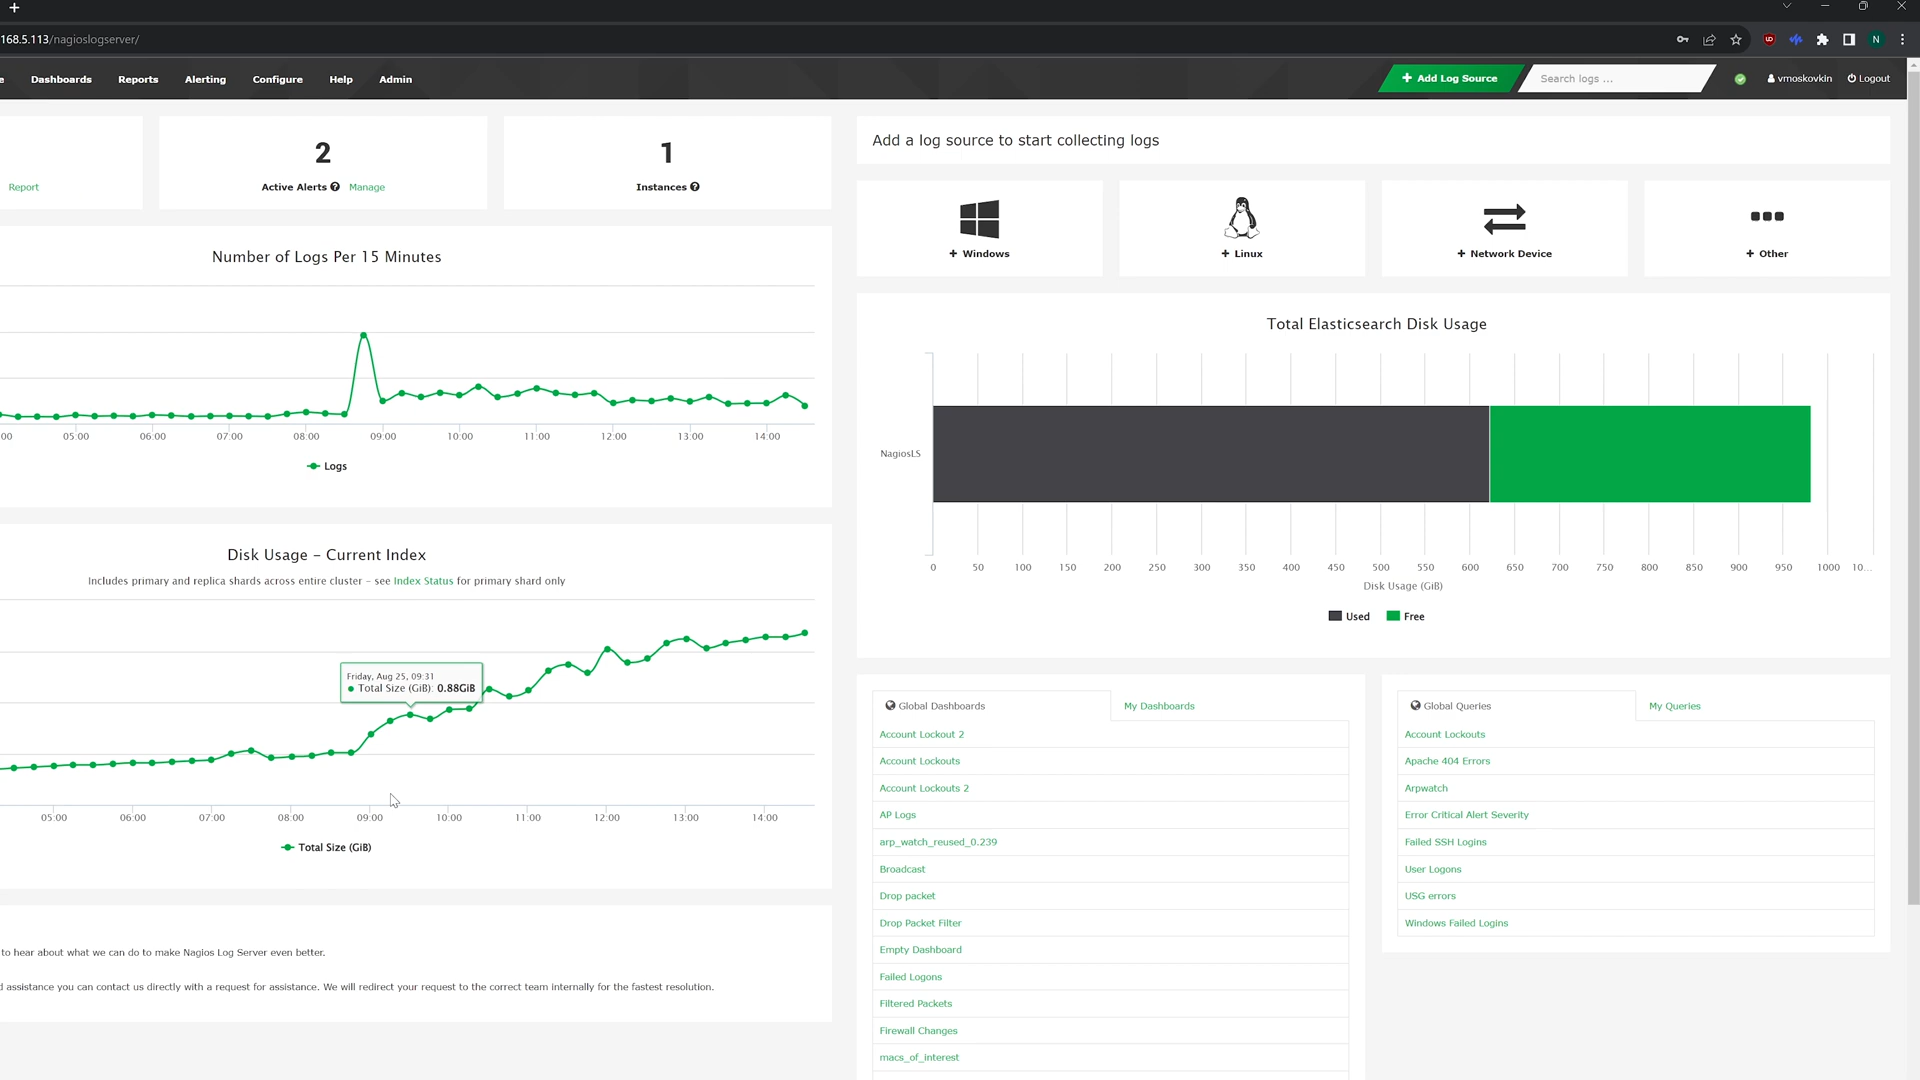 168.5.113/nagioslogserver/
N
e Dashboards Reports Alerting Configure Help Admin
+ Add Log Source
Search logs ...
vmoskovkin
Logout
Report
2
Active Alerts Manage
1
Instances
Add a log source to start collecting logs
+ Windows
+ Linux
+ Network Device
+ Other
Number of Logs Per 15 Minutes
00 05:00 06:00 07:00 08:00 09:00 10:00 11:00 12:00 13:00 14:00
Logs
Disk Usage - Current Index
Includes primary and replica shards across entire cluster - see Index Status for primary shard only
Friday, Aug 25, 09:31
Total Size (GiB): 0.88GiB
05:00 06:00 07:00 08:00 09:00 10:00 11:00 12:00 13:00 14:00
Total Size (GiB)
to hear about what we can do to make Nagios Log Server even better.
d assistance you can contact us directly with a request for assistance. We will redirect your request to the correct team internally for the fastest resolution.
Total Elasticsearch Disk Usage
NagiosLS
0 50 100 150 200 250 300 350 400 450 500 550 600 650 700 750 800 850 900 950 1000 10...
Disk Usage (GiB)
Used Free
Global Dashboards
My Dashboards
Account Lockout 2
Account Lockouts
Account Lockouts 2
AP Logs
arp_watch_reused_0.239
Broadcast
Drop packet
Drop Packet Filter
Empty Dashboard
Failed Logons
Filtered Packets
Firewall Changes
macs_of_interest
Global Queries
My Queries
Account Lockouts
Apache 404 Errors
Arpwatch
Error Critical Alert Severity
Failed SSH Logins
User Logons
USG errors
Windows Failed Logins